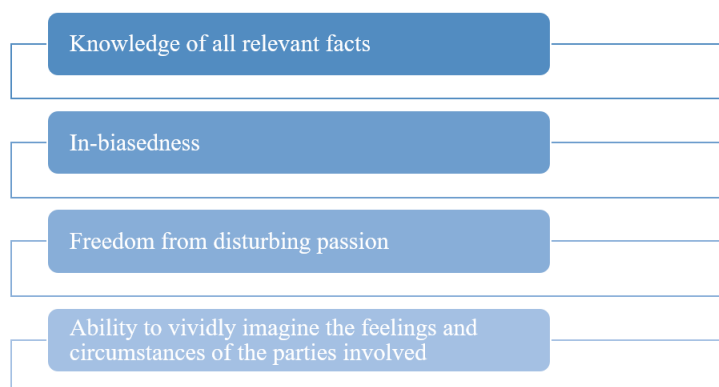 Knowledge of all relevant facts
In-biasedness
Freedom from disturbing passion
Ability to vividly imagine the feelings and
circumstances of the parties involved